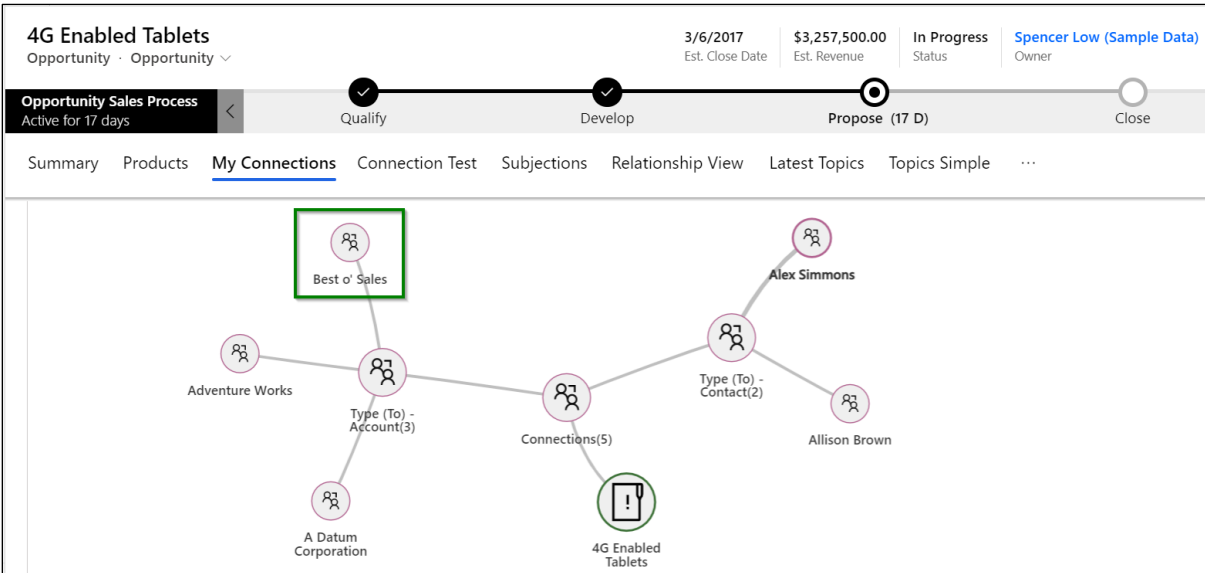 4G Enabled Tablets
Opportunity · Opportunity
3/6/2017
Est. Close Date
$3,257,500.00
Est. Revenue
In Progress
Status
Spencer Low (Sample Data)
Owner
Opportunity Sales Process
Active for 17 days
Qualify
Develop
Propose (17 D)
Close
Summary Products My Connections Connection Test Subjections Relationship View Latest Topics Topics Simple ...
Best o' Sales
Alex Simmons
Adventure Works
Type (To) -
Account(3)
Type (To) -
Contact(2)
Connections(5)
Allison Brown
A Datum
Corporation
4G Enabled
Tablets